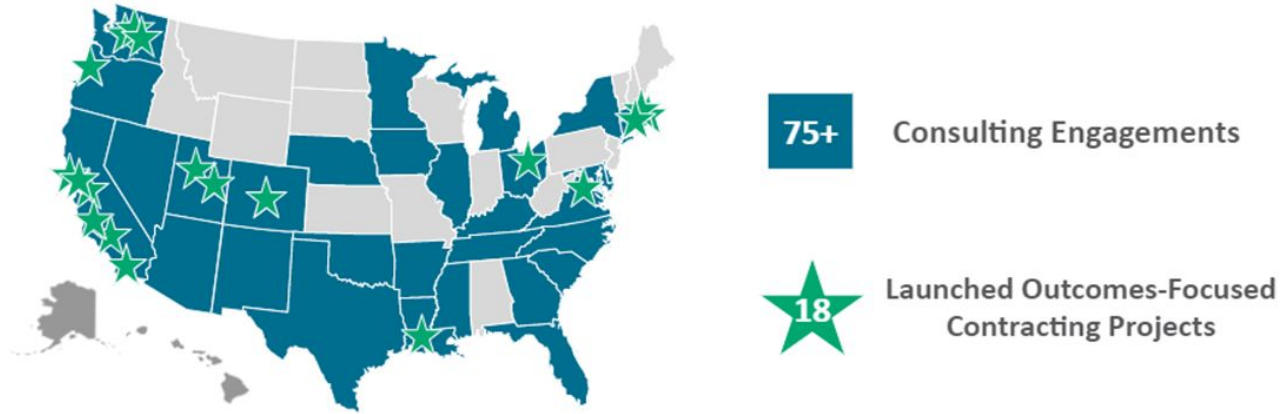 75+
Consulting Engagements
18
Launched Outcomes-Focused
Contracting Projects